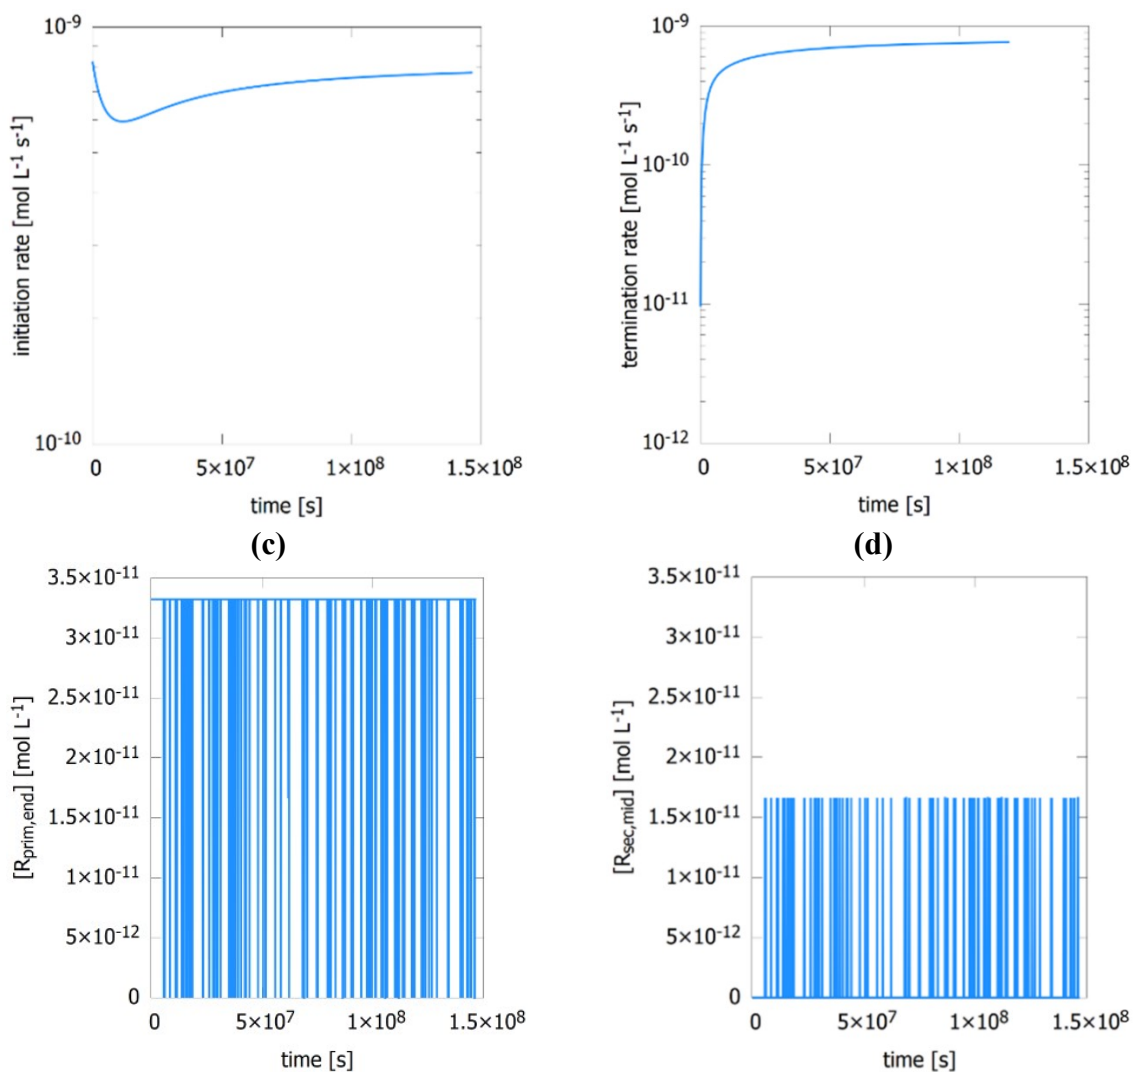 10-9
initiation rate [mol L-1 s-1]
10-10
0 5×107 1×108 1.5×108
time [s]
(c)
10-9
10-10
10-11
10-12
termination rate [mol L-1 s-1]
0 5×107 1×108 1.5×108
time [s]
(d)
3.5×10-11
3×10-11
2.5×10-11
2×10-11
1.5×10-11
1×10-11
5×10-12
0
[Rprim,end] [mol L-1]
0 5×107 1×108 1.5×108
time [s]
3.5×10-11
3×10-11
2.5×10-11
2×10-11
1.5×10-11
1×10-11
5×10-12
0
[Rsec,mid] [mol L-1]
0 5×107 1×108 1.5×108
time [s]